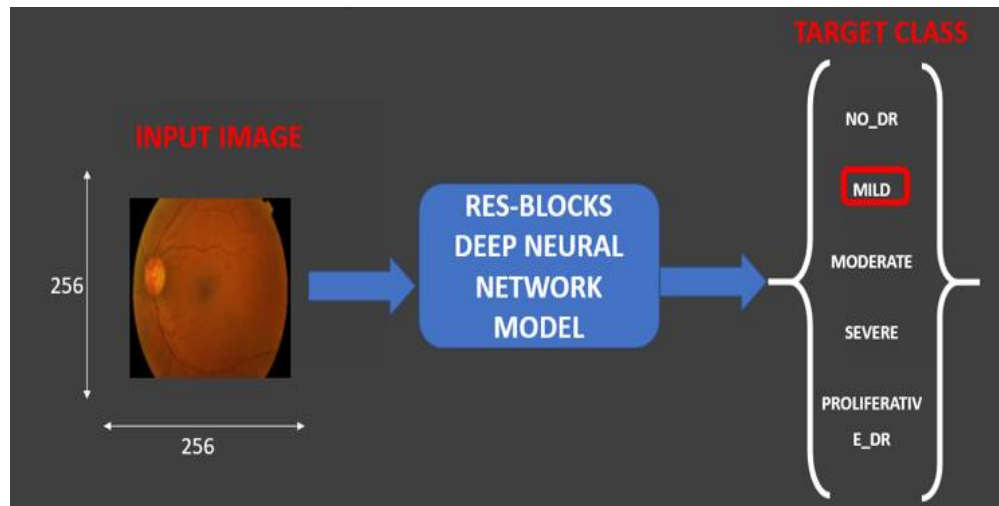 TARGET CLASS
INPUT IMAGE
256
256
RES-BLOCKS
DEEP NEURAL
NETWORK
MODEL
NO_DR
MILD
MODERATE
SEVERE
PROLIFERATIV
E_DR